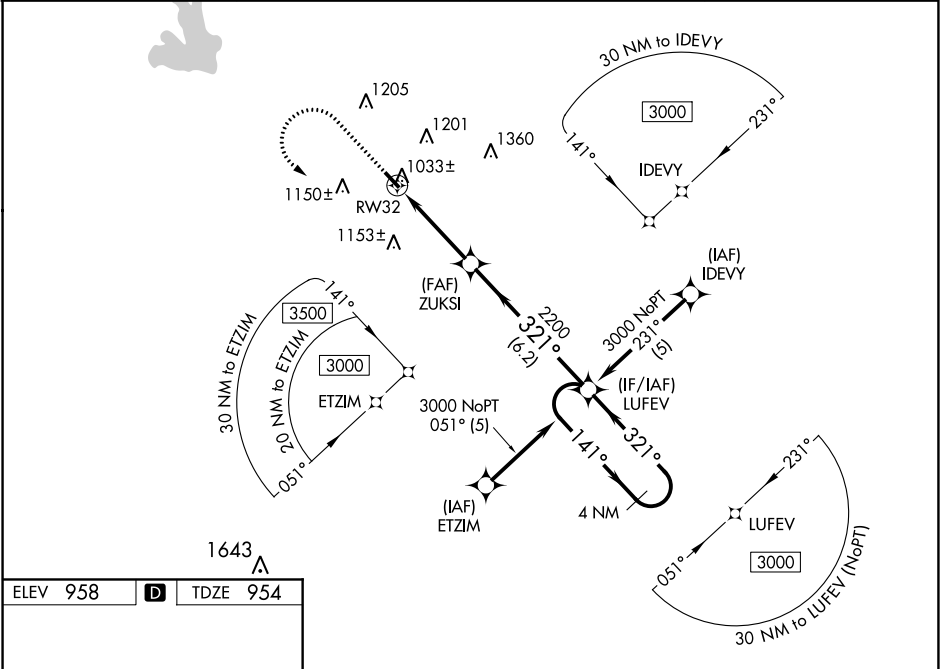 30 NM to IDEVY
3000
141°
231°
IDEVY
1205
1201
1360
1033±
1150±
RW32
1153±
(FAF)
ZUKSI
(IAF)
IDEVY
2200
321°
(6.2)
3000 NoPT
231°
(5)
(IF/IAF)
LUFEV
30 NM to ETZIM
141°
3500
20 NM to ETZIM
3000
ETZIM
051°
3000 NoPT
051° (5)
141°
321°
(IAF)
ETZIM
4 NM
231°
LUFEV
051°
3000
30 NM to LUFEV (NoPT)
1643
ELEV 958 D TDZE 954